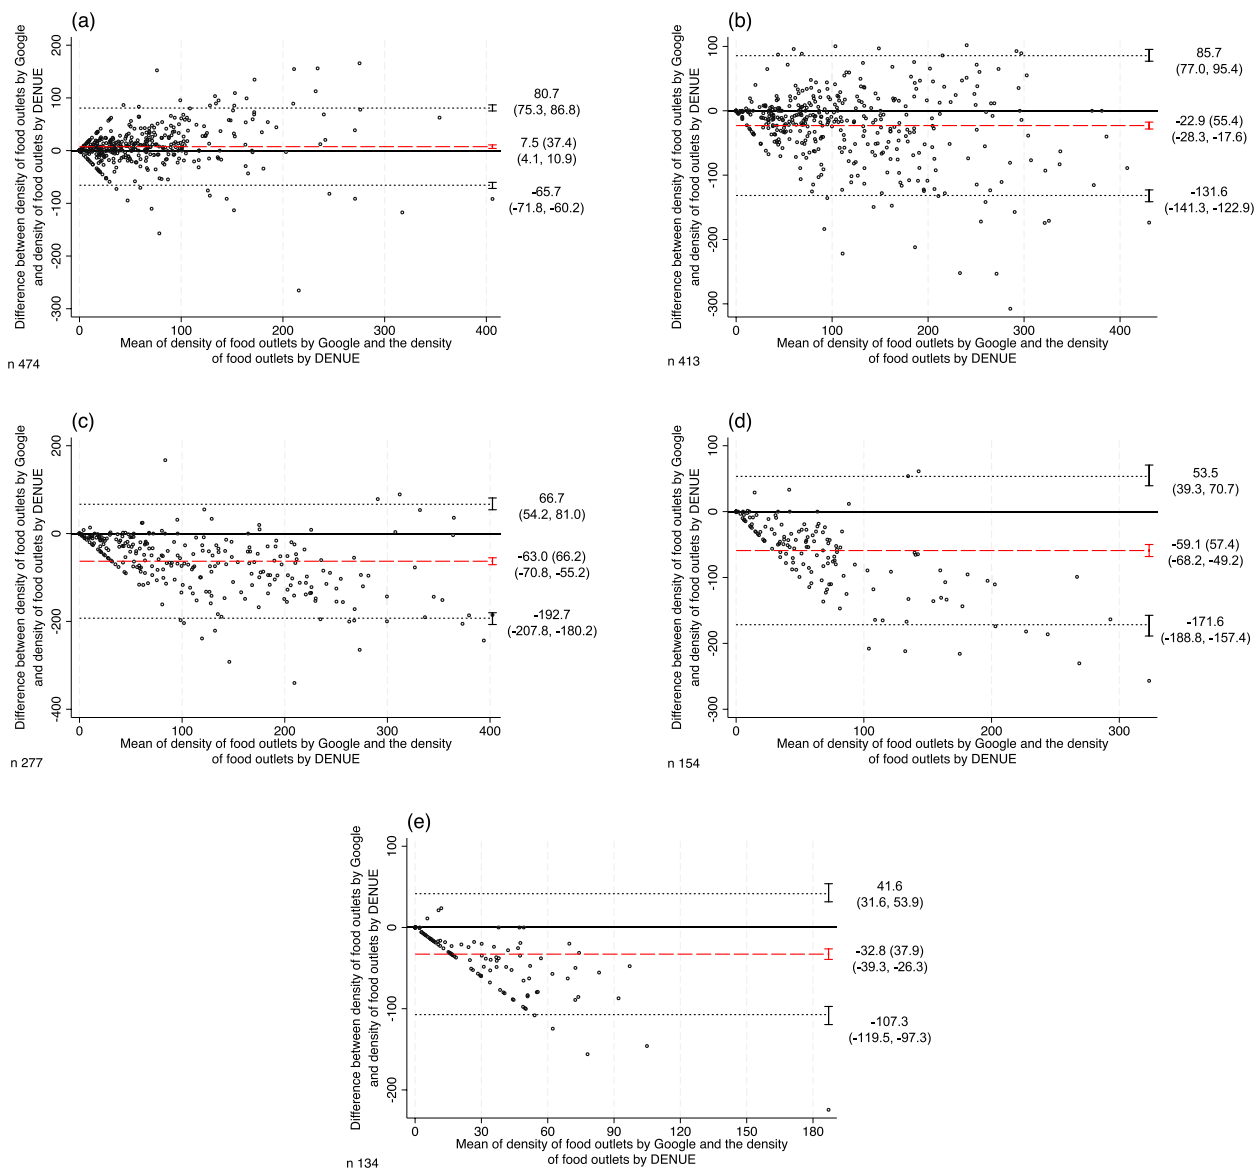 (a)
Difference between density of food outlets by Google
and density of food outlets by DENUE
200
100
0
-100
-200
-300
80.7
(75.3, 86.8)
7.5 (37.4)
(4.1, 10.9)
-65.7
(-71.8, -60.2)
0 100 200 300 400
Mean of density of food outlets by Google and the density
of food outlets by DENUE
n 474
(b)
Difference between density of food outlets by Google
and density of food outlets by DENUE
100
0
-100
-200
-300
85.7
(77.0, 95.4)
-22.9 (55.4)
(-28.3, -17.6)
-131.6
(-141.3, -122.9)
0 100 200 300 400
Mean of density of food outlets by Google and the density
of food outlets by DENUE
n 413
(c)
Difference between density of food outlets by Google
and density of food outlets by DENUE
200
0
-200
-400
66.7
(54.2, 81.0)
-63.0 (66.2)
(-70.8, -55.2)
-192.7
(-207.8, -180.2)
0 100 200 300 400
Mean of density of food outlets by Google and the density
of food outlets by DENUE
n 277
(d)
Difference between density of food outlets by Google
and density of food outlets by DENUE
100
0
-100
-200
-300
53.5
(39.3, 70.7)
-59.1 (57.4)
(-68.2, -49.2)
-171.6
(-188.8, -157.4)
0 100 200 300
Mean of density of food outlets by Google and the density
of food outlets by DENUE
n 154
(e)
Difference between density of food outlets by Google
and density of food outlets by DENUE
100
0
-100
-200
41.6
(31.6, 53.9)
-32.8 (37.9)
(-39.3, -26.3)
-107.3
(-119.5, -97.3)
0 30 60 90 120 150 180
Mean of density of food outlets by Google and the density
of food outlets by DENUE
n 134